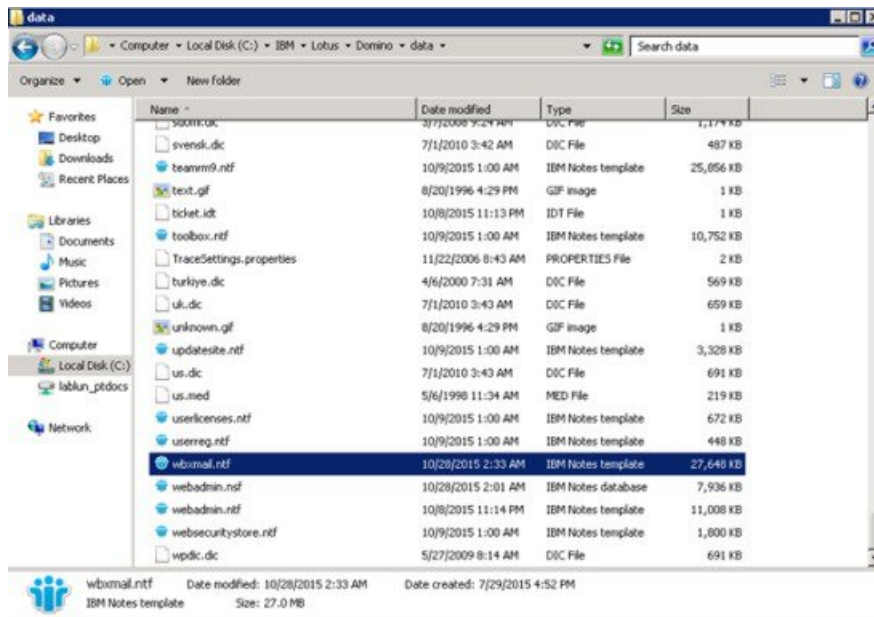 data
Computer Local Disk (C:) IBM Lotus Domino data Search data
Organize Open New folder
Name Date modified Type Size
Favorites
Desktop
Downloads
Recent Places
Libraries
Documents
Music
Pictures
Videos
Computer
Local Disk (C:)
lablun_ptdocs
Network
suomi.dic 3/7/2008 9:24 AM DIC File 1,174 KB
svensk.dic 7/1/2010 3:42 AM DIC File 487 KB
teamrm9.ntf 10/9/2015 1:00 AM IBM Notes template 25,856 KB
text.gif 8/20/1996 4:29 PM GIF image 1 KB
ticket.idt 10/8/2015 11:13 PM IDT File 1 KB
toolbox.ntf 10/9/2015 1:00 AM IBM Notes template 10,752 KB
TraceSettings.properties 11/22/2006 8:43 AM PROPERTIES File 2 KB
turkiye.dic 4/6/2000 7:31 AM DIC File 569 KB
uk.dic 7/1/2010 3:43 AM DIC File 659 KB
unknown.gif 8/20/1996 4:29 PM GIF image 1 KB
updatesite.ntf 10/9/2015 1:00 AM IBM Notes template 3,328 KB
us.dic 7/1/2010 3:43 AM DIC File 691 KB
us.med 5/6/1998 11:34 AM MED File 219 KB
userlicenses.ntf 10/9/2015 1:00 AM IBM Notes template 672 KB
userreg.ntf 10/9/2015 1:00 AM IBM Notes template 448 KB
wbxmail.ntf 10/28/2015 2:33 AM IBM Notes template 27,648 KB
webadmin.nsf 10/28/2015 2:01 AM IBM Notes database 7,936 KB
webadmin.ntf 10/8/2015 11:14 PM IBM Notes template 11,008 KB
websecuritystore.ntf 10/9/2015 1:00 AM IBM Notes template 1,800 KB
wpdic.dic 5/27/2009 8:14 AM DIC File 691 KB
wbxmail.ntf Date modified: 10/28/2015 2:33 AM Date created: 7/29/2015 4:52 PM
IBM Notes template Size: 27.0 MB